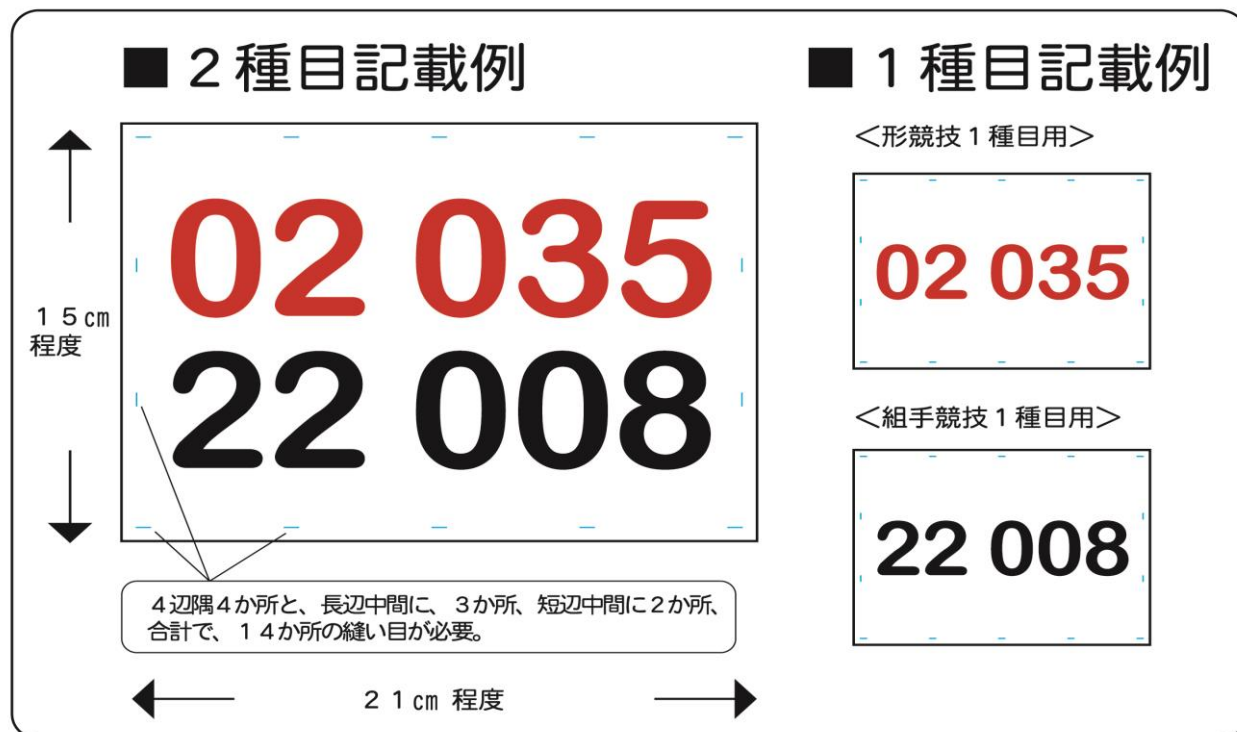 ■２種目記載例
02 035
22 008
１５㎝
程度
４辺隅４か所と、長辺中間に、３か所、短辺中間に２か所、
合計で、１４か所の縫い目が必要。
２１㎝ 程度
■１種目記載例
＜形競技１種目用＞
02 035
＜組手競技１種目用＞
22 008